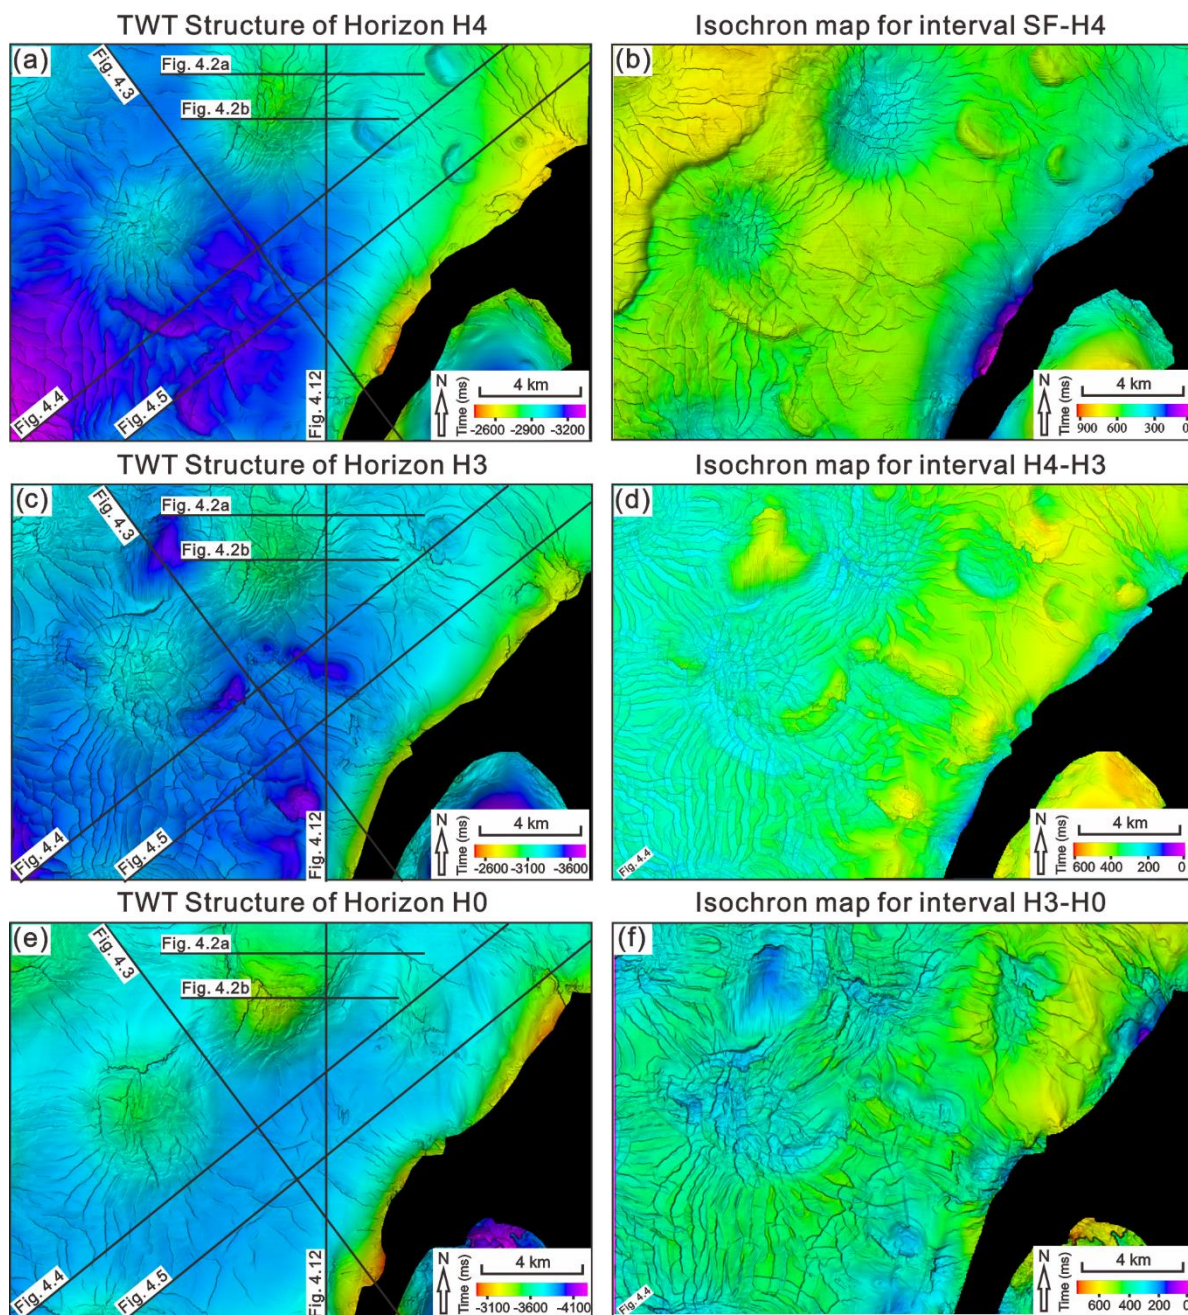 TWT Structure of Horizon H4
(a)
Fig. 4.3
Fig. 4.2a
Fig. 4.2b
Fig. 4.4
Fig. 4.5
Fig. 4.12
N
4 km
Time (ms)
-2600 -2900 -3200
Isochron map for interval SF-H4
(b)
N
4 km
Time (ms)
900 600 300 0
TWT Structure of Horizon H3
(c)
Fig. 4.3
Fig. 4.2a
Fig. 4.2b
Fig. 4.4
Fig. 4.5
Fig. 4.12
N
4 km
Time (ms)
-2600 -3100 -3600
Isochron map for interval H4-H3
(d)
Fig. 4.4
N
4 km
Time (ms)
600 400 200 0
TWT Structure of Horizon H0
(e)
Fig. 4.3
Fig. 4.2a
Fig. 4.2b
Fig. 4.4
Fig. 4.5
Fig. 4.12
N
4 km
Time (ms)
-3100 -3600 -4100
Isochron map for interval H3-H0
(f)
Fig. 4.4
N
4 km
Time (ms)
600 400 200 0